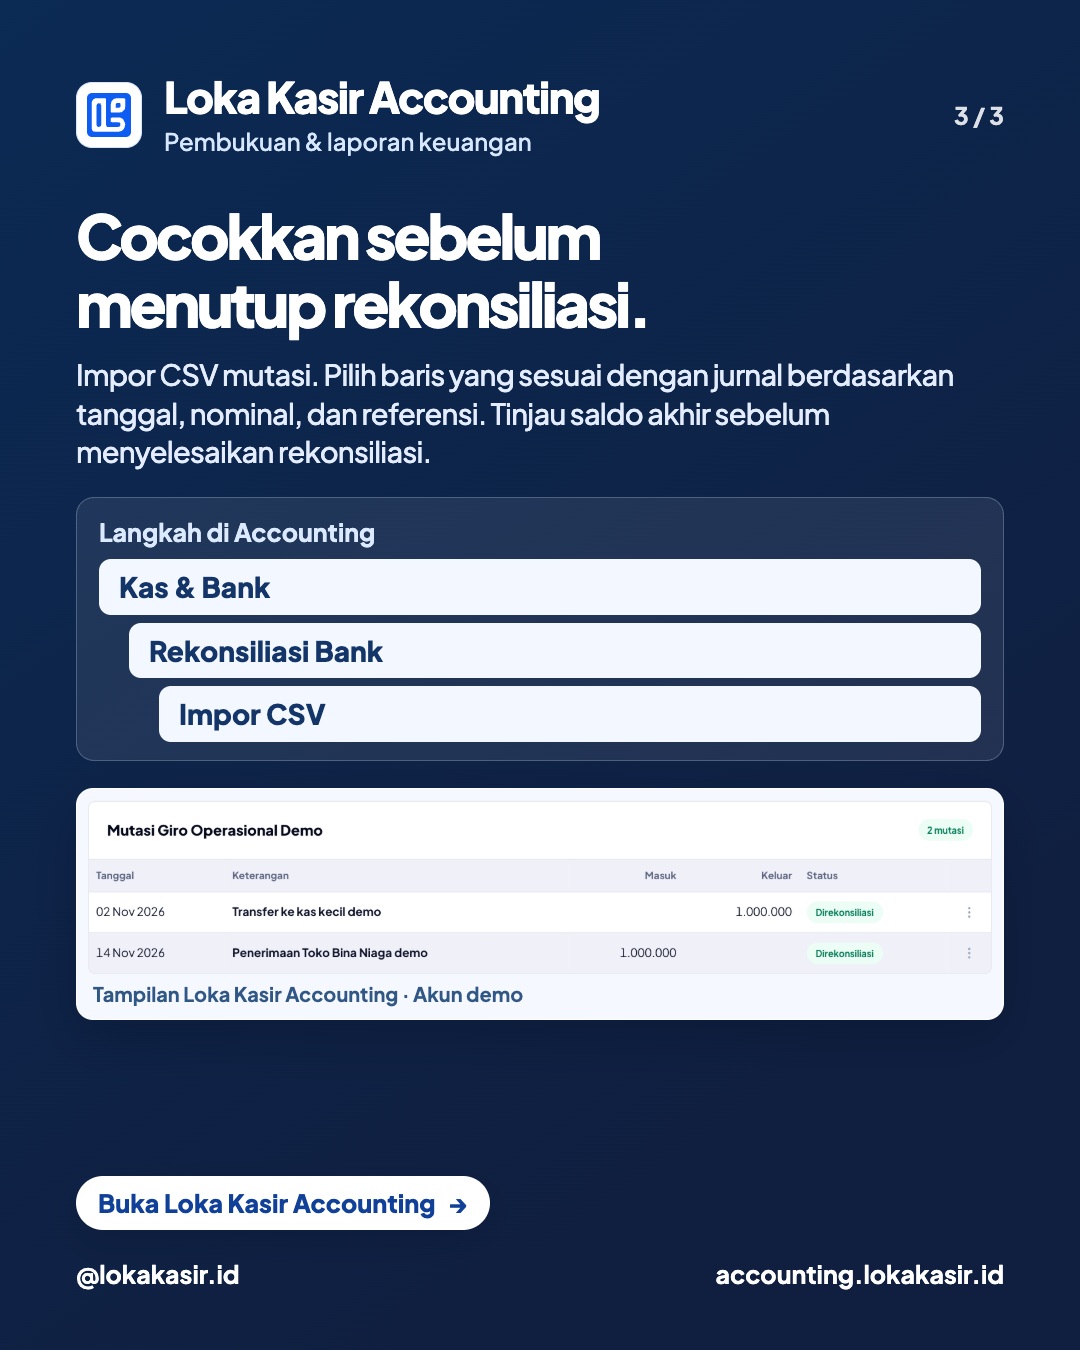 Loka Kasir Accounting
Pembukuan & laporan keuangan
3 / 3
Cocokkan sebelum
menutup rekonsiliasi.
Impor CSV mutasi. Pilih baris yang sesuai dengan jurnal berdasarkan
tanggal, nominal, dan referensi. Tinjau saldo akhir sebelum
menyelesaikan rekonsiliasi.
Langkah di Accounting
Kas & Bank
Rekonsiliasi Bank
Impor CSV
Mutasi Giro Operasional Demo 2 mutasi
Tanggal Keterangan Masuk Keluar Status
02 Nov 2026 Transfer ke kas kecil demo 1.000.000 Direkonsiliasi
14 Nov 2026 Penerimaan Toko Bina Niaga demo 1.000.000 Direkonsiliasi
Tampilan Loka Kasir Accounting · Akun demo
Buka Loka Kasir Accounting →
@lokakasir.id accounting.lokakasir.id